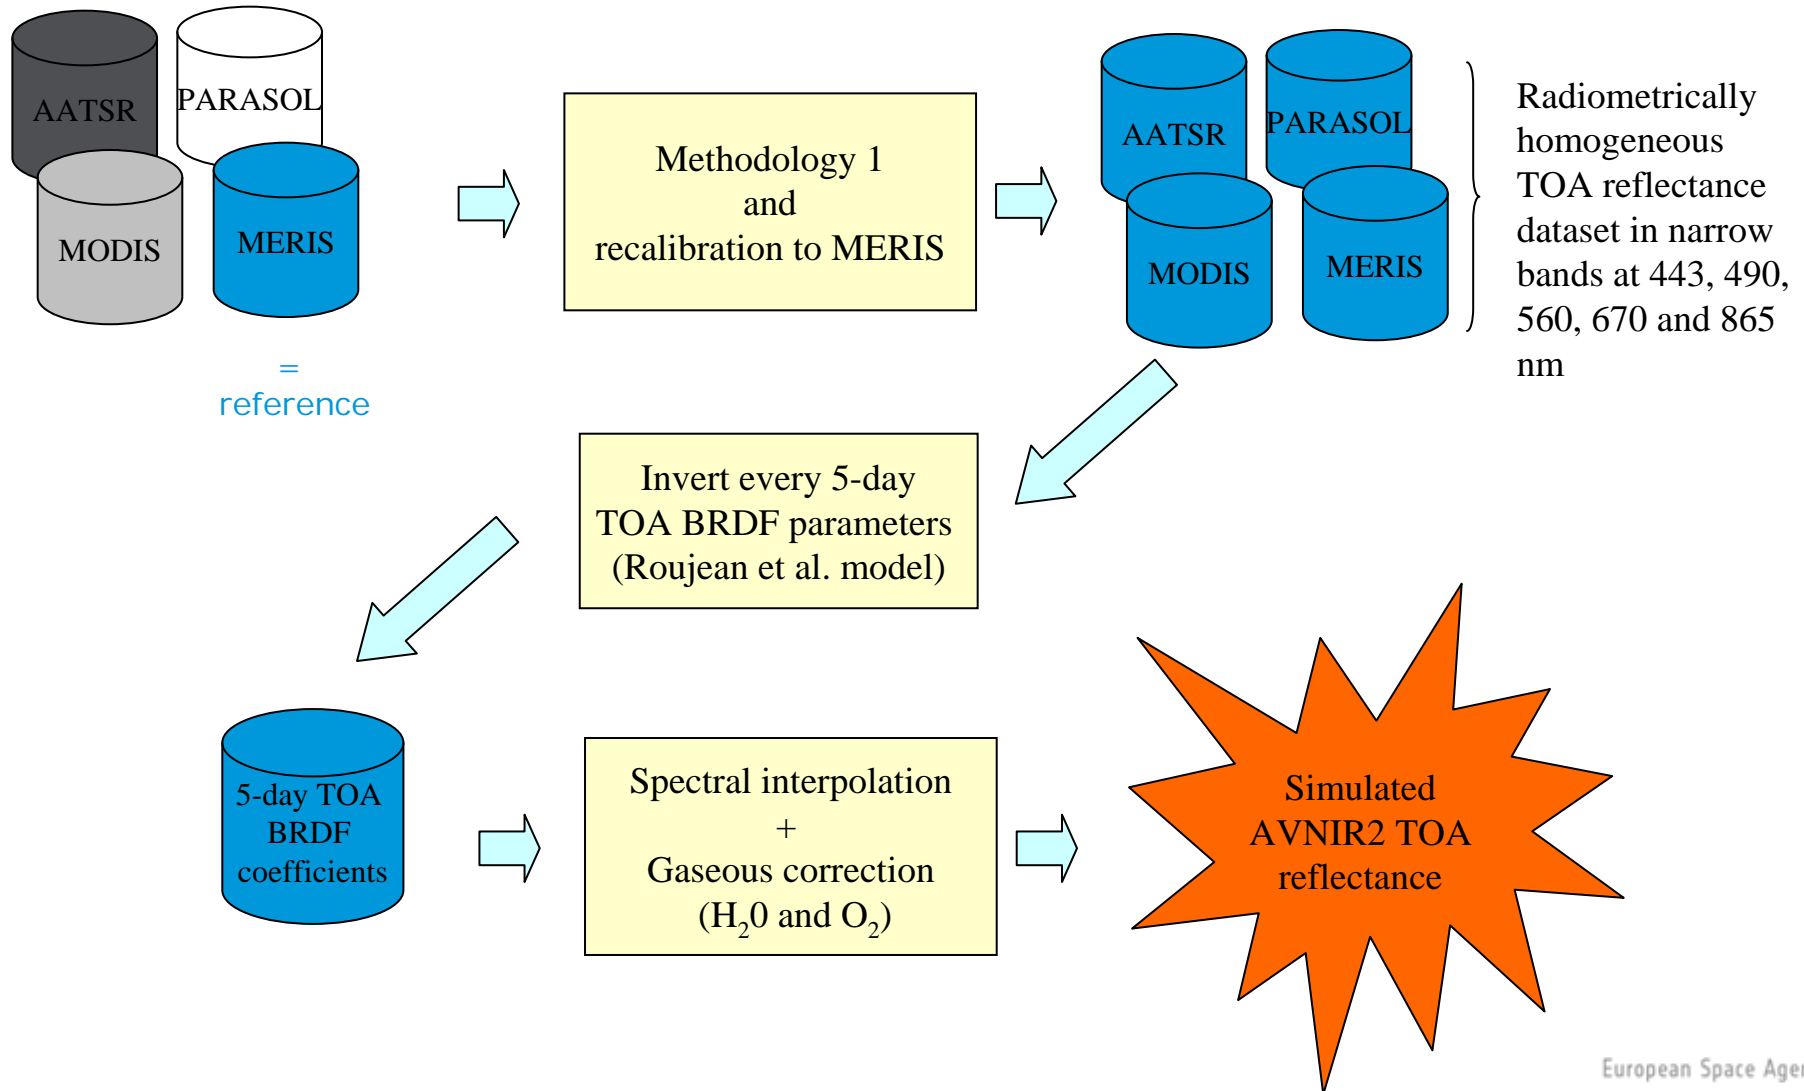 AATSR
PARASOL
MODIS
MERIS
=
reference
Methodology 1
and
recalibration to MERIS
AATSR
PARASOL
MODIS
MERIS
Radiometrically
homogeneous
TOA reflectance
dataset in narrow
bands at 443, 490,
560, 670 and 865
nm
Invert every 5-day
TOA BRDF parameters
(Roujean et al. model)
5-day TOA
BRDF
coefficients
Spectral interpolation
+
Gaseous correction
(H₂0 and O₂)
Simulated
AVNIR2 TOA
reflectance
European Space Agen